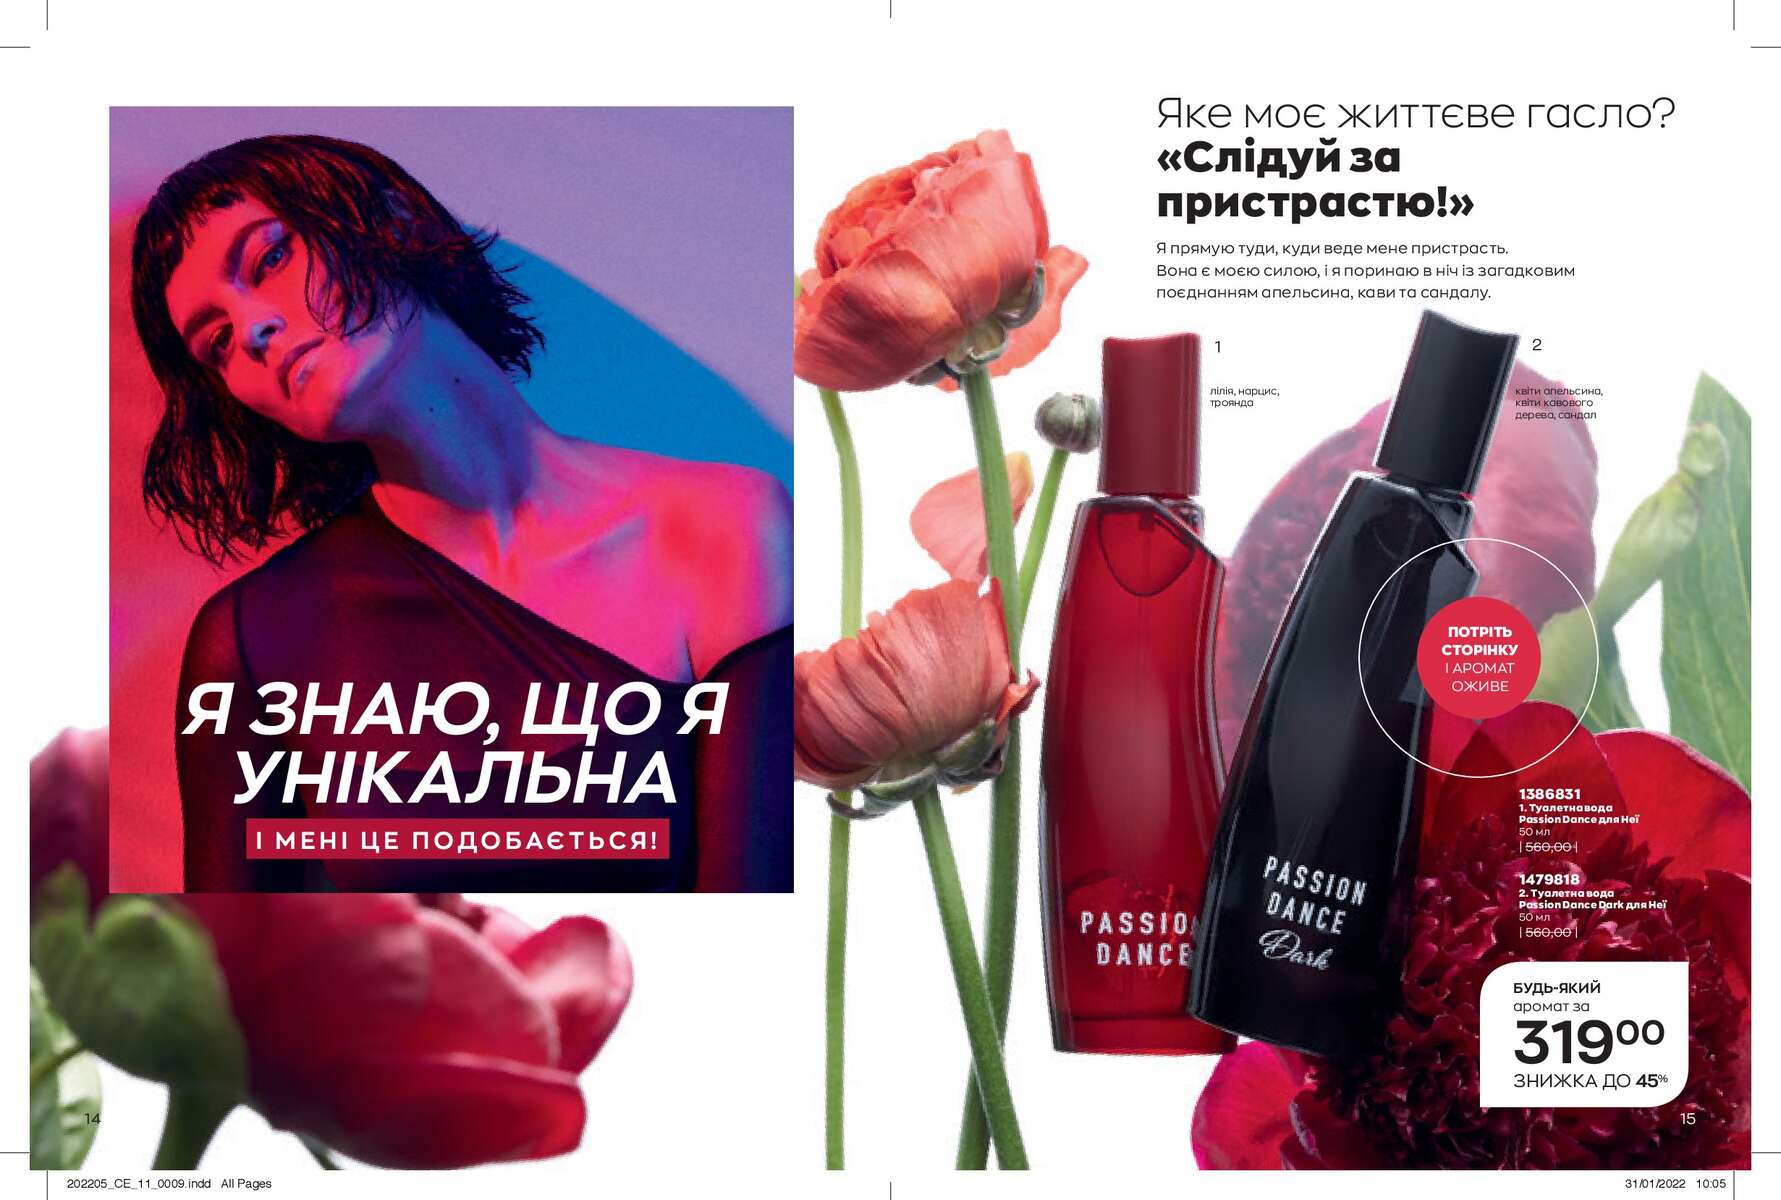 Я ЗНАЮ, ЩО Я
УНІКАЛЬНА
І МЕНІ ЦЕ ПОДОБАЄТЬСЯ!
14
Яке моє життєве гасло?
«Слідуй за
пристрастю!»
Я прямую туди, куди веде мене пристрасть.
Вона є моєю силою, і я поринаю в ніч із загадковим
поєднанням апельсина, кави та сандалу.
1
лілія, нарцис,
троянда
2
квіти апельсина,
квіти кавового
дерева, сандал
ПОТРІТЬ
СТОРІНКУ
І АРОМАТ
ОЖИВЕ
PASSIO
DANCE
PASSION
DANCE
Dark
1386831
1. Туалетна вода
Passion Dance для Неї
50 мл
| 560,00 |
1479818
2. Туалетна вода
Passion Dance Dark для Неї
50 мл
| 560,00 |
БУДЬ-ЯКИЙ
аромат за
319⁰⁰
ЗНИЖКА ДО 45%
15
202205_CE_11_0009.indd All Pages
31/01/2022 10:05